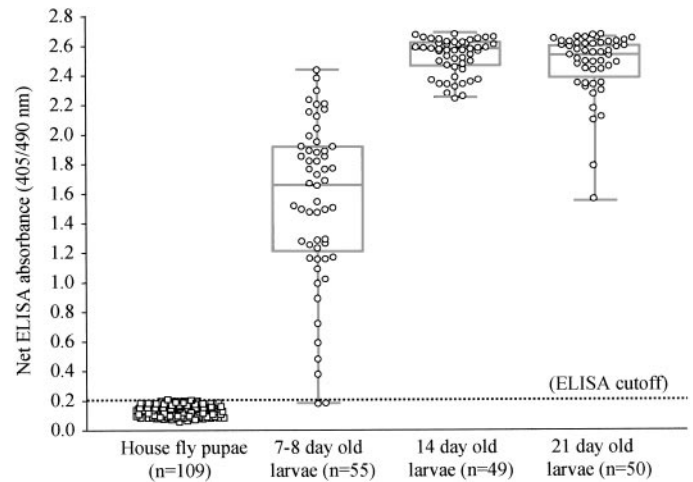 Net ELISA absorbance (405/490 nm)
2.8
2.6
2.4
2.2
2.0
1.8
1.6
1.4
1.2
1.0
0.8
0.6
0.4
0.2
0.0
(ELISA cutoff)
House fly pupae
(n=109)
7-8 day old
larvae (n=55)
14 day old
larvae (n=49)
21 day old
larvae (n=50)